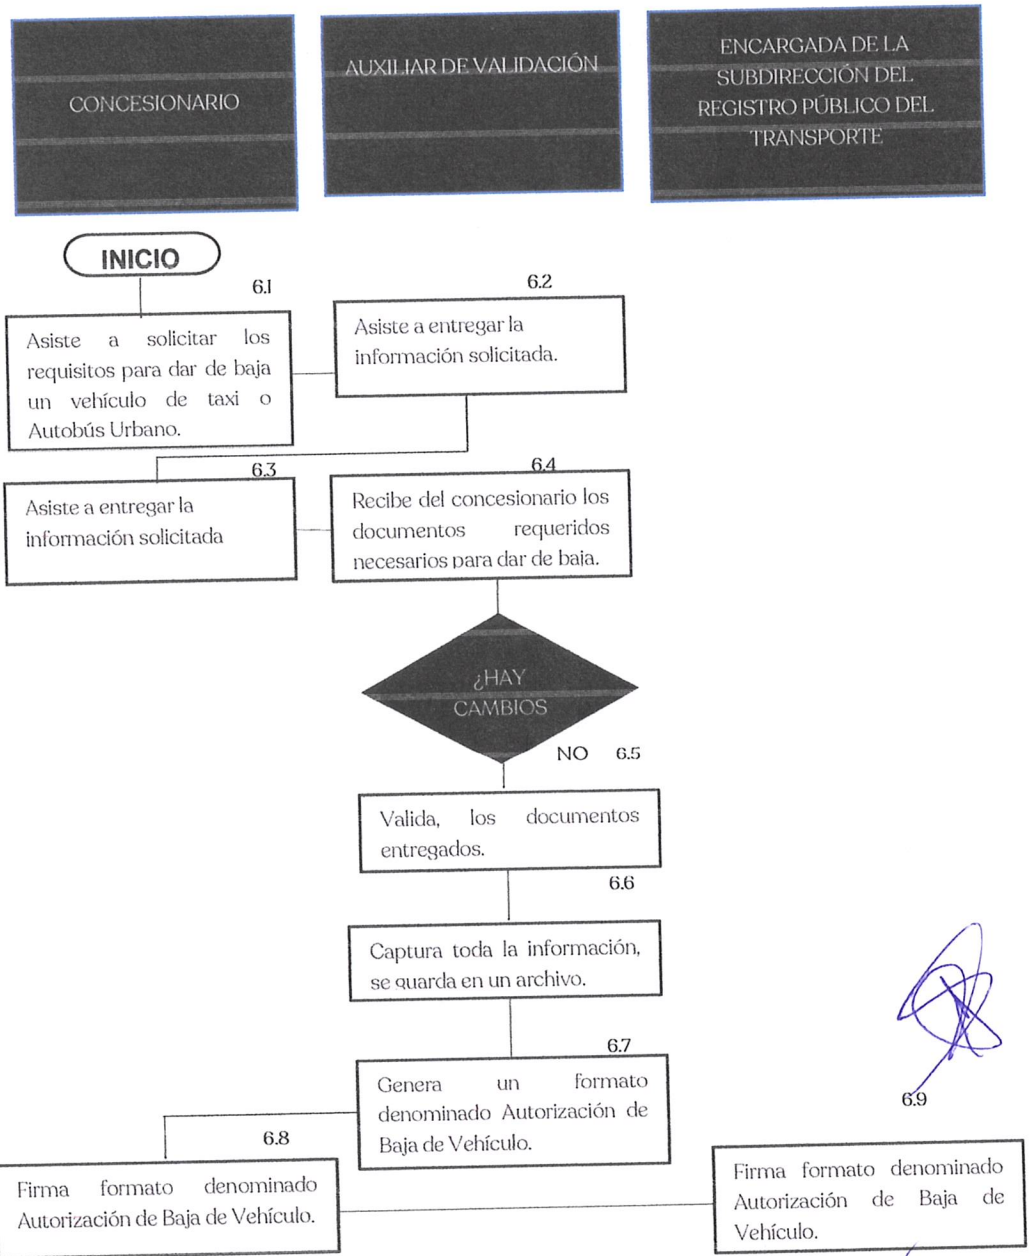 CONCESIONARIO
AUXILIAR DE VALIDACIÓN
ENCARGADA DE LA
SUBDIRECCIÓN DEL
REGISTRO PÚBLICO DEL
TRANSPORTE
INICIO
6.1
Asiste a solicitar los
requisitos para dar de baja
un vehículo de taxi o
Autobús Urbano.
6.2
Asiste a entregar la
información solicitada.
6.3
Asiste a entregar la
información solicitada
6.4
Recibe del concesionario los
documentos requeridos
necesarios para dar de baja.
¿HAY
CAMBIOS
NO 6.5
Valida, los documentos
entregados.
6.6
Captura toda la información,
se guarda en un archivo.
6.7
Genera un formato
denominado Autorización de
Baja de Vehículo.
6.8
Firma formato denominado
Autorización de Baja de Vehículo.
6.9
Firma formato denominado
Autorización de Baja de
Vehículo.